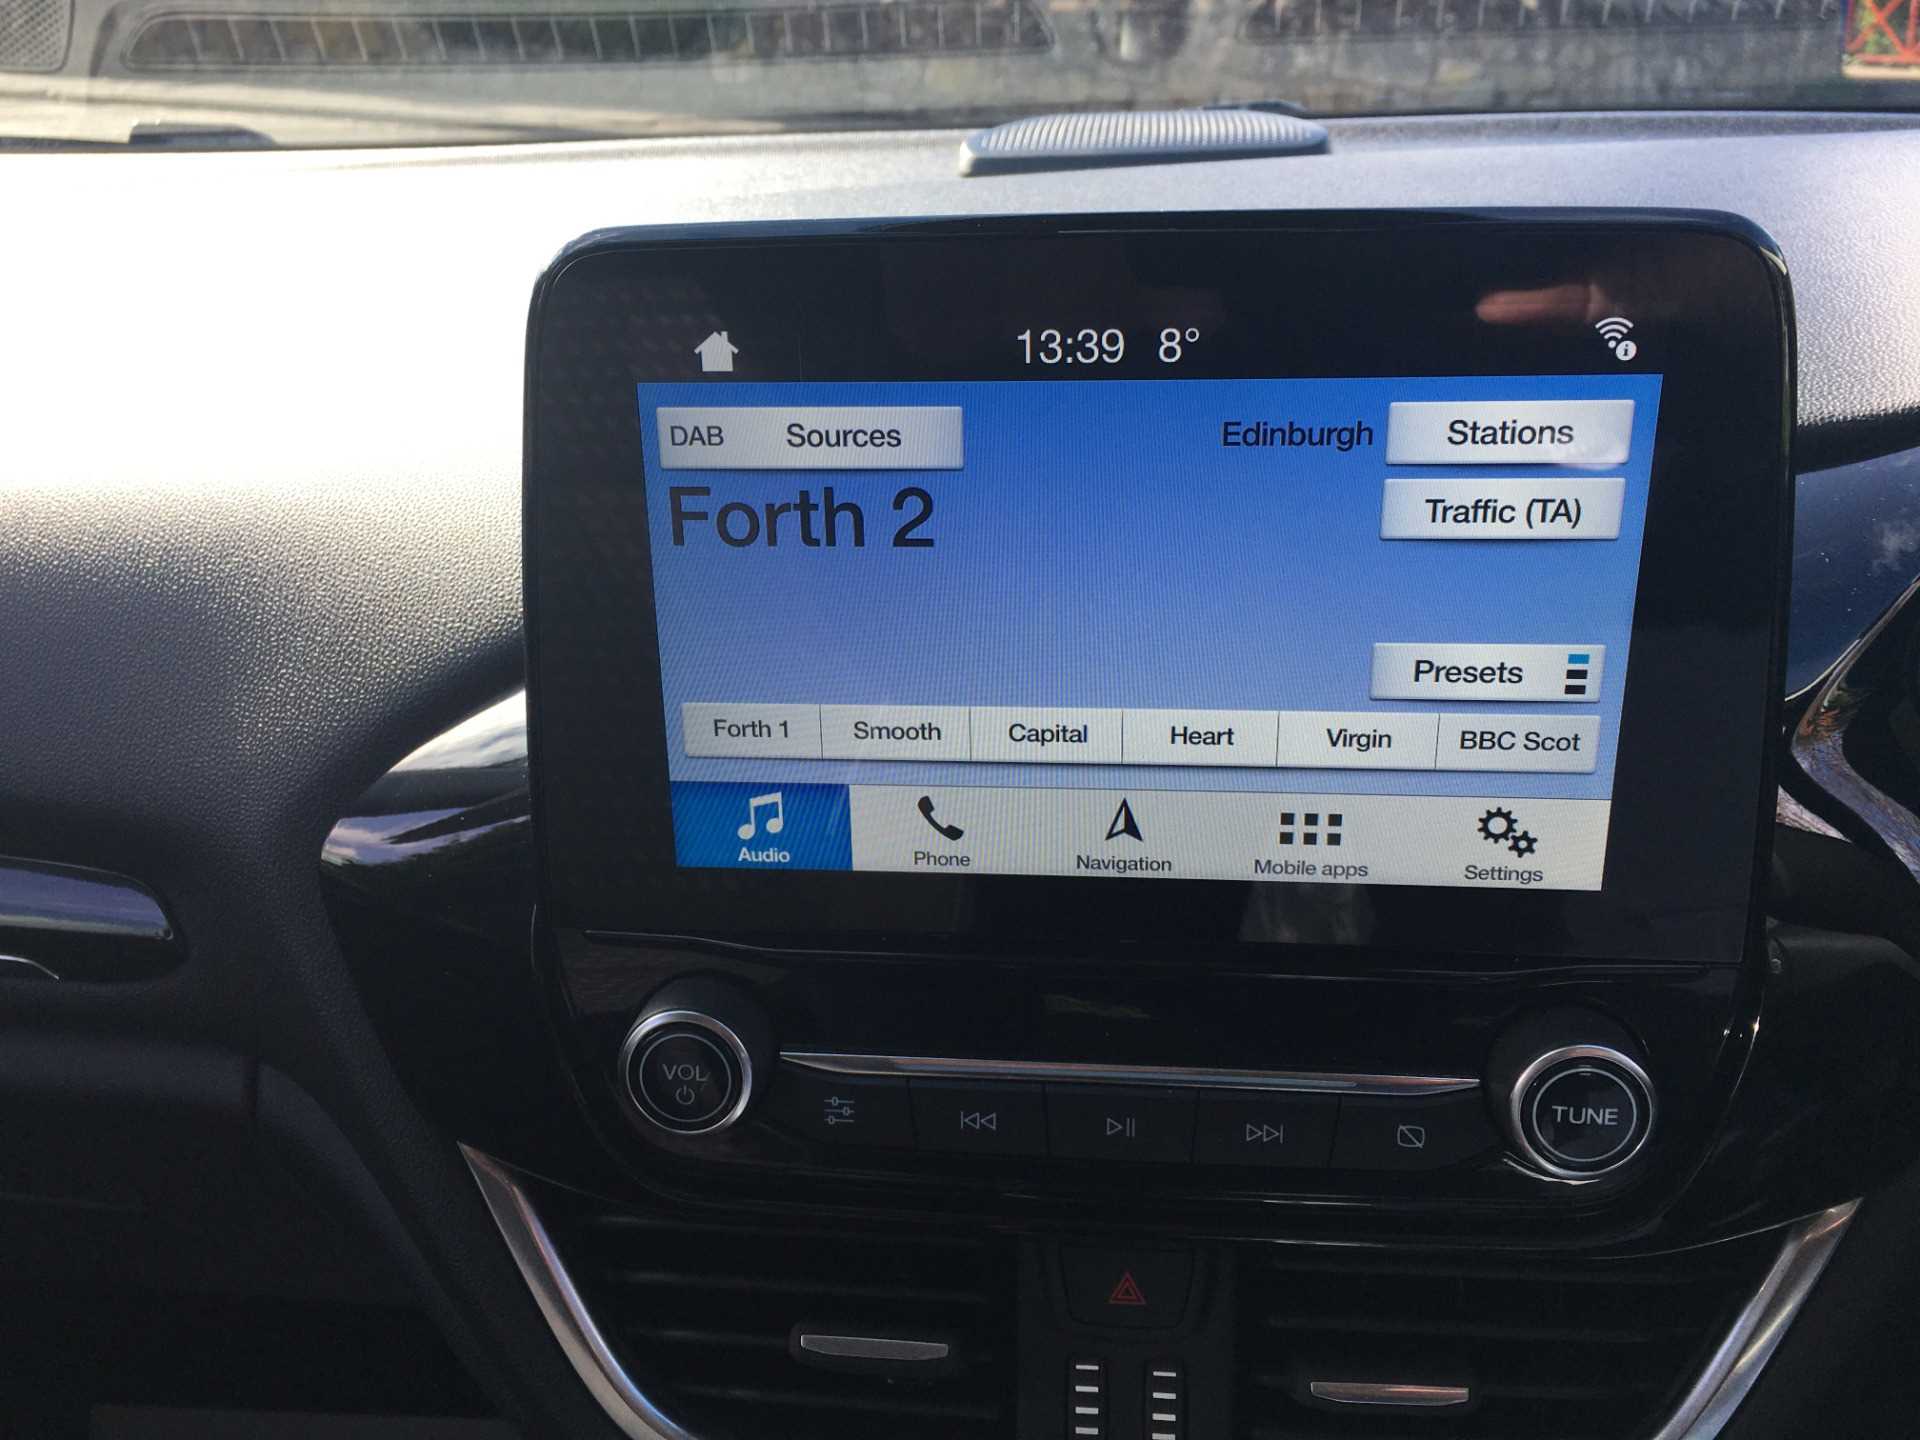 13:39 8°
DAB Sources
Edinburgh Stations
Forth 2
Traffic (TA)
Presets
Forth 1 Smooth Capital Heart Virgin BBC Scot
Audio Phone Navigation Mobile apps Settings
VOL
TUNE